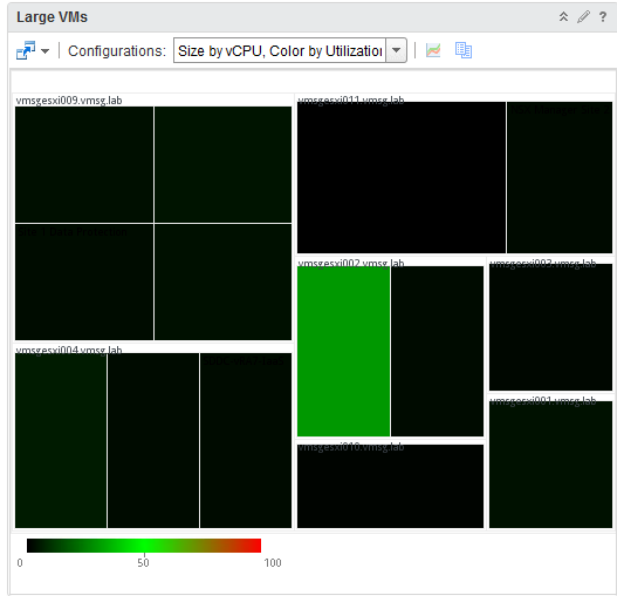 Large VMs
?
Configurations: Size by vCPU, Color by Utilization
vmsgesxi009.vmsg.lab
vmsgesxi011.vmsg.lab
vmsgesxi002.vmsg.lab
vmsgesxi003.vmsg.lab
vmsgesxi004.vmsg.lab
vmsgesxi001.vmsg.lab
vmsgesxi010.vmsg.lab
0 50 100